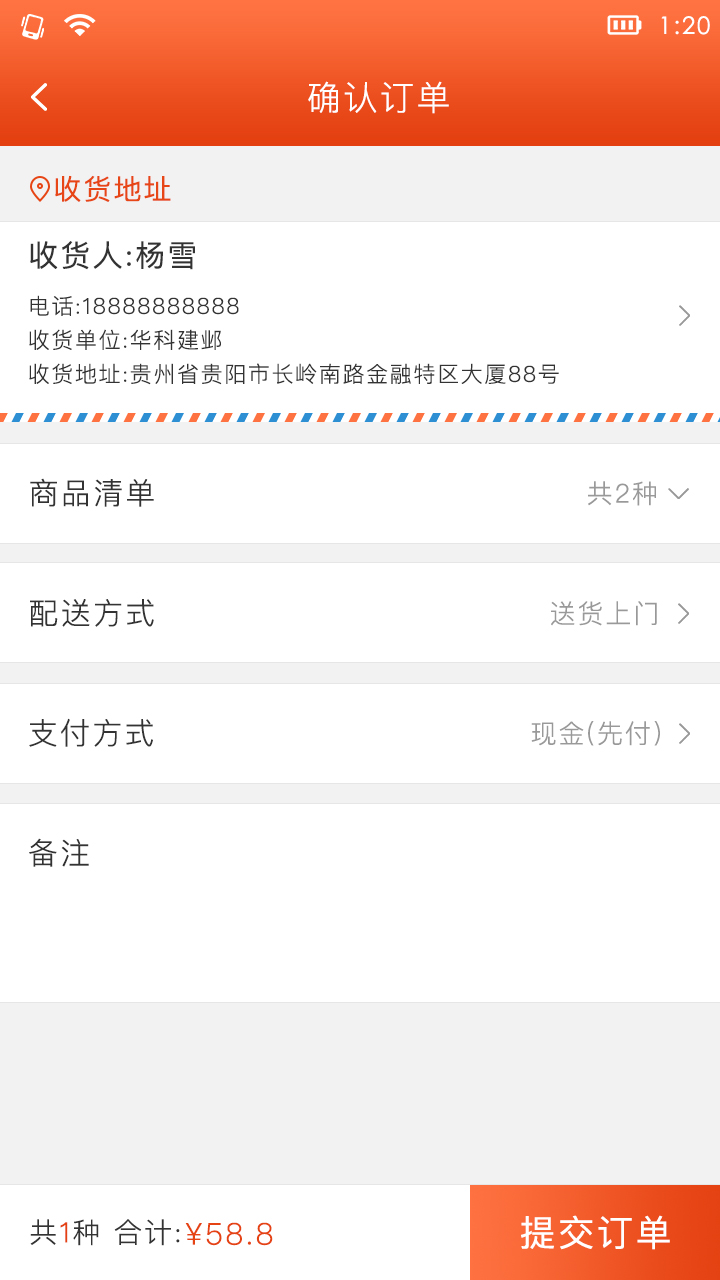 1:20
确认订单
收货地址
收货人:杨雪
电话:18888888888
收货单位:华科建邺
收货地址:贵州省贵阳市长岭南路金融特区大厦88号
商品清单 共2种
配送方式 送货上门
支付方式 现金(先付)
备注
共1种 合计:¥58.8 提交订单